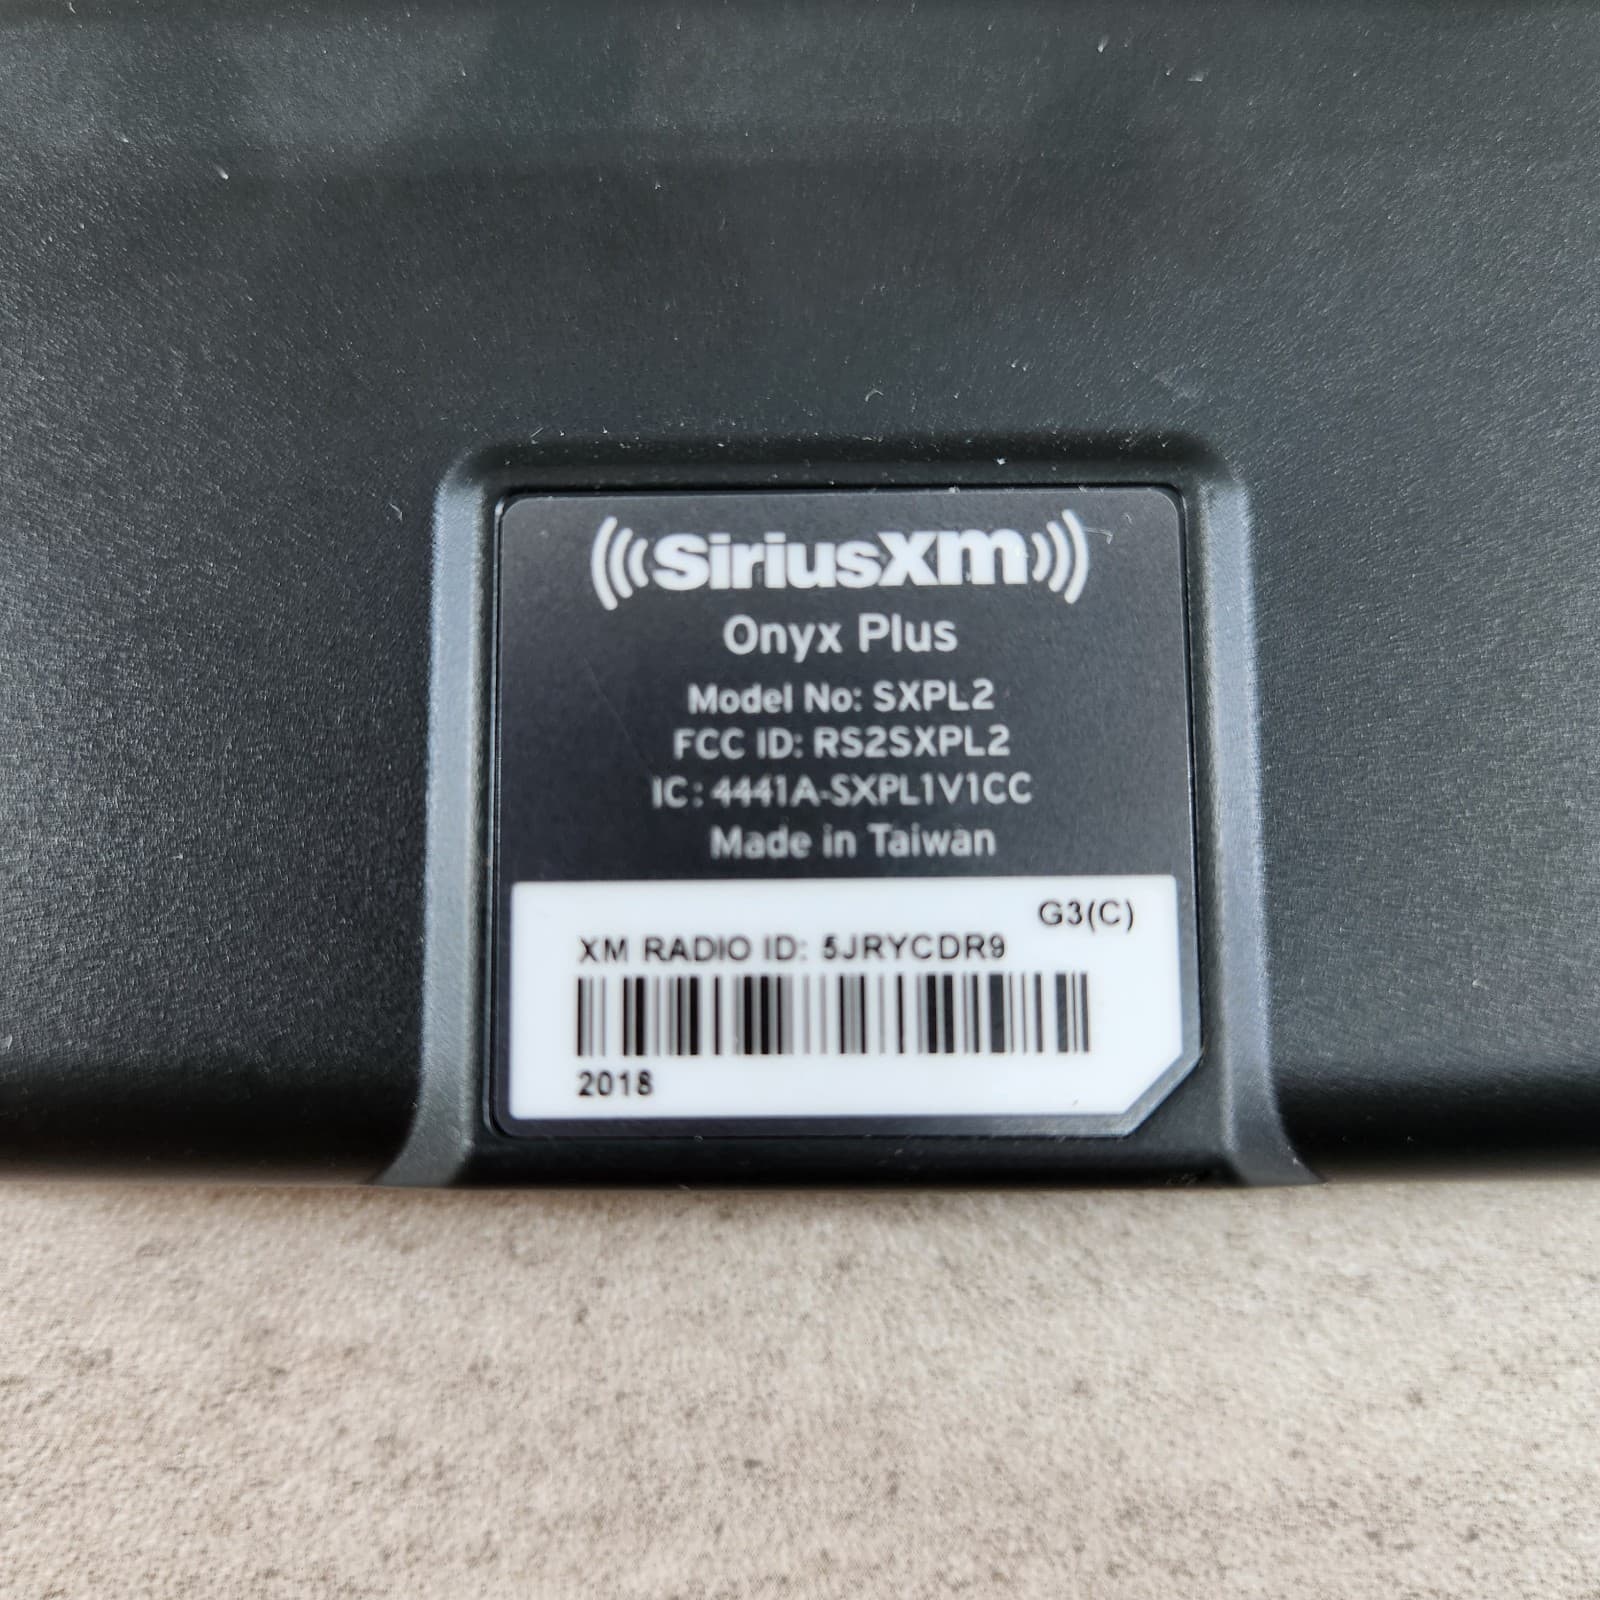 SiriusXM
Onyx Plus
Model No: SXPL2
FCC ID: RS2SXPL2
IC: 4441A-SXPL1V1CC
Made in Taiwan
G3(C)
XM RADIO ID: 5JRYCDR9
2018